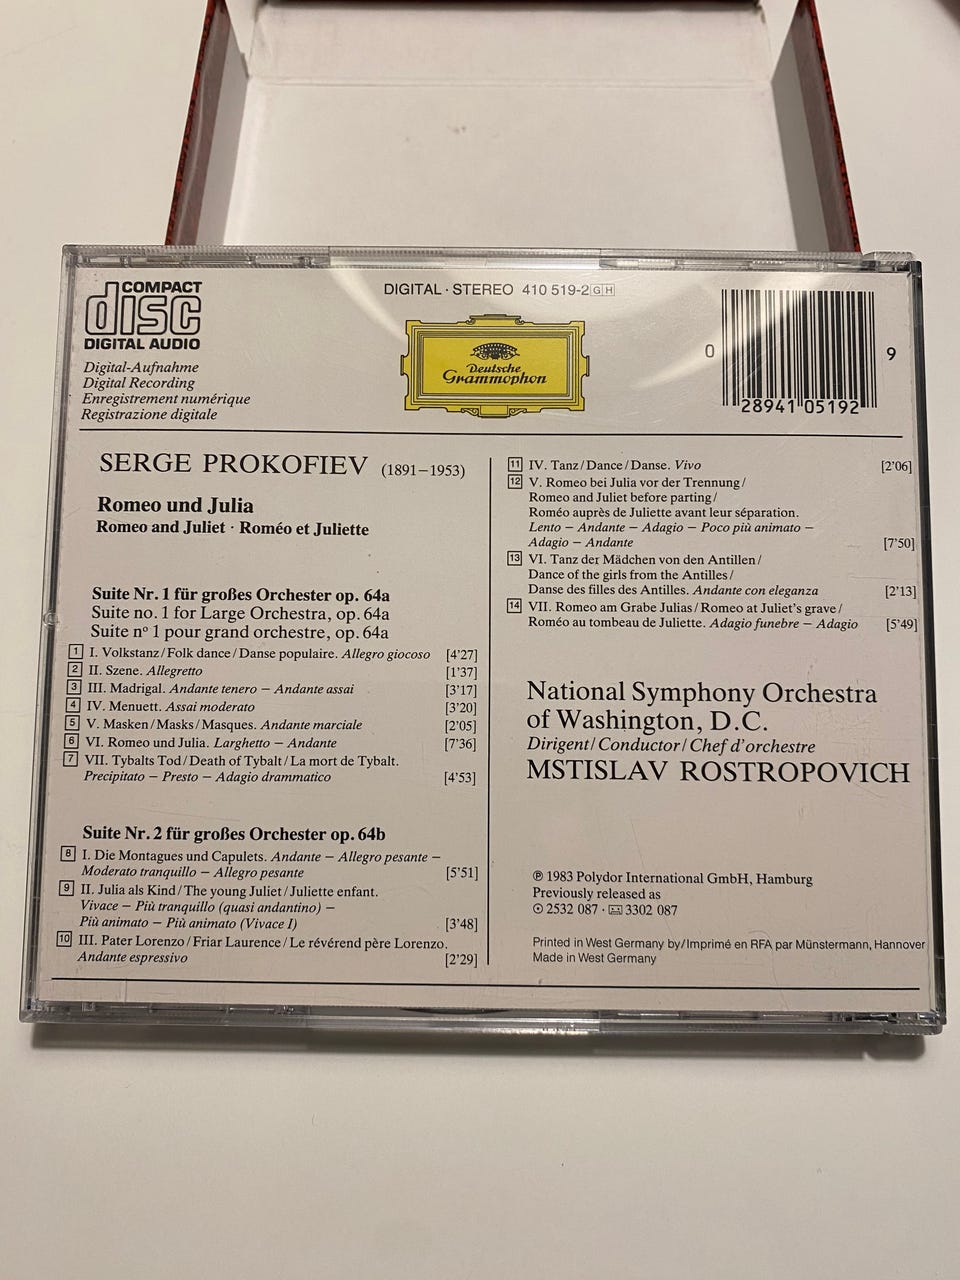 COMPACT
disc
DIGITAL AUDIO
Digital-Aufnahme
Digital Recording
Enregistrement numérique
Registrazione digitale
DIGITAL · STEREO 410 519-2 GH
Deutsche
Grammophon
0 28941 05192 9
SERGE PROKOFIEV (1891–1953)
Romeo und Julia
Romeo and Juliet · Roméo et Juliette
Suite Nr. 1 für großes Orchester op. 64a
Suite no. 1 for Large Orchestra, op. 64a
Suite nº 1 pour grand orchestre, op. 64a
1 I. Volkstanz/Folk dance/Danse populaire. Allegro giocoso [4'27]
2 II. Szene. Allegretto [1'37]
3 III. Madrigal. Andante tenero – Andante assai [3'17]
4 IV. Menuett. Assai moderato [3'20]
5 V. Masken/Masks/Masques. Andante marciale [2'05]
6 VI. Romeo und Julia. Larghetto – Andante [7'36]
7 VII. Tybalts Tod/Death of Tybalt/La mort de Tybalt.
Precipitato – Presto – Adagio drammatico [4'53]
Suite Nr. 2 für großes Orchester op. 64b
8 I. Die Montagues und Capulets. Andante – Allegro pesante –
Moderato tranquillo – Allegro pesante [5'51]
9 II. Julia als Kind/The young Juliet/Juliette enfant.
Vivace – Più tranquillo (quasi andantino) –
Più animato – Più animato (Vivace I) [3'48]
10 III. Pater Lorenzo/Friar Laurence/Le révérend père Lorenzo.
Andante espressivo [2'29]
11 IV. Tanz/Dance/Danse. Vivo [2'06]
12 V. Romeo bei Julia vor der Trennung/
Romeo and Juliet before parting/
Roméo auprès de Juliette avant leur séparation.
Lento – Andante – Adagio – Poco più animato –
Adagio – Andante [7'50]
13 VI. Tanz der Mädchen von den Antillen/
Dance of the girls from the Antilles/
Danse des filles des Antilles. Andante con eleganza [2'13]
14 VII. Romeo am Grabe Julias/Romeo at Juliet's grave/
Roméo au tombeau de Juliette. Adagio funebre – Adagio [5'49]
National Symphony Orchestra
of Washington, D.C.
Dirigent/Conductor/Chef d'orchestre
MSTISLAV ROSTROPOVICH
℗ 1983 Polydor International GmbH, Hamburg
Previously released as
2532 087 · 3302 087
Printed in West Germany by/Imprimé en RFA par Münstermann, Hannover
Made in West Germany